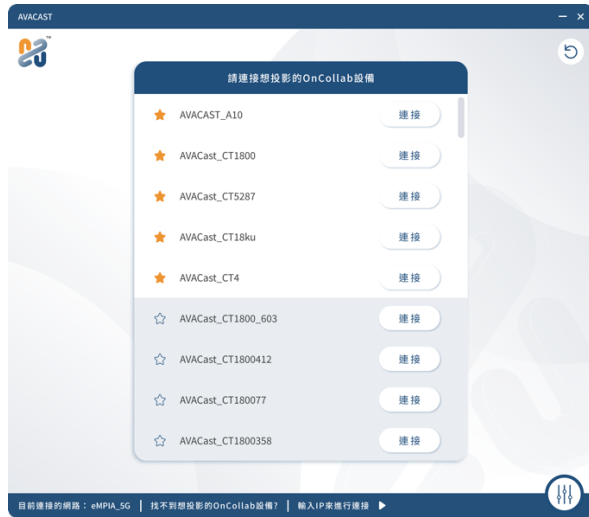 AVACAST
請連接想投影的OnCollab設備
AVACAST_A10 連接
AVACast_CT1800 連接
AVACast_CT5287 連接
AVACast_CT18ku 連接
AVACast_CT4 連接
AVACast_CT1800_603 連接
AVACast_CT1800412 連接
AVACast_CT180077 連接
AVACast_CT1800358 連接
目前連接的網路：eMPIA_5G | 找不到想投影的OnCollab設備? | 輸入IP來進行連接 ▶